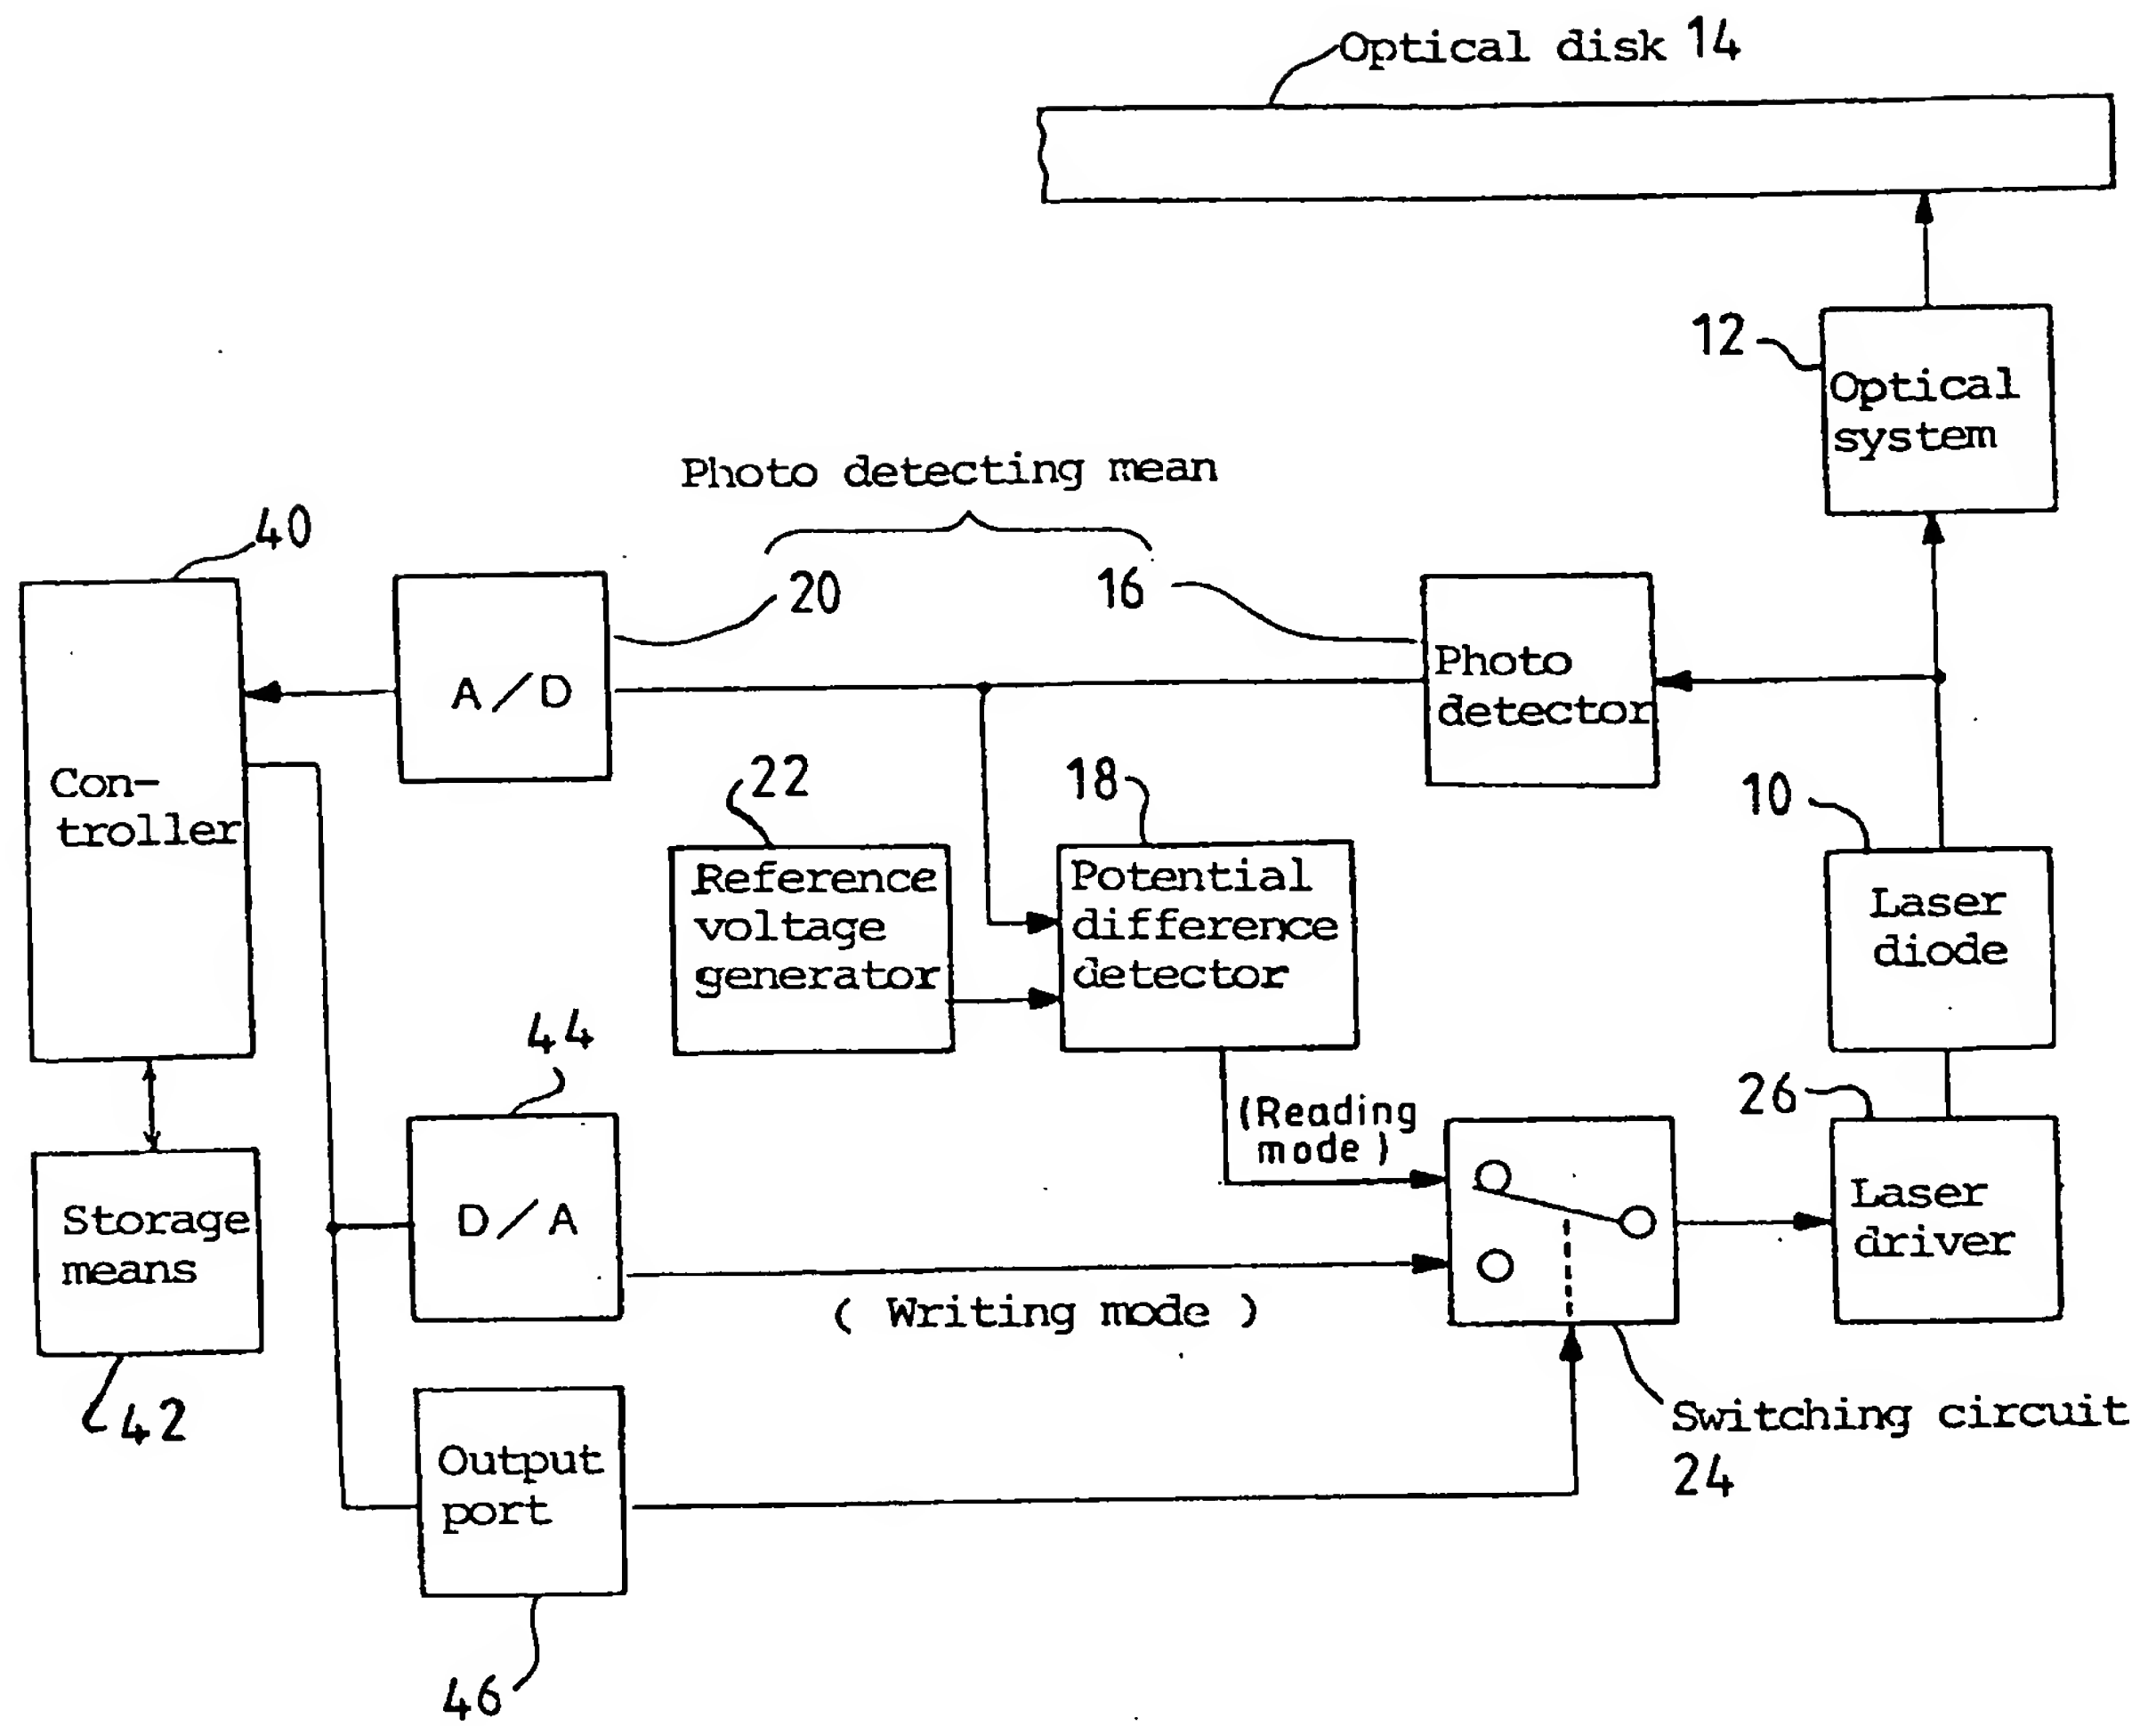 Optical disk 14
12
Optical
system
Photo detecting mean
40
20
16
A/D
Photo
detector
Con-
troller
22
18
10
Reference
voltage
generator
Potential
difference
detector
Laser
diode
44
(Reading
mode)
26
D/A
Storage
means
Laser
driver
( Writing mode )
42
Switching circuit
24
Output
port
46